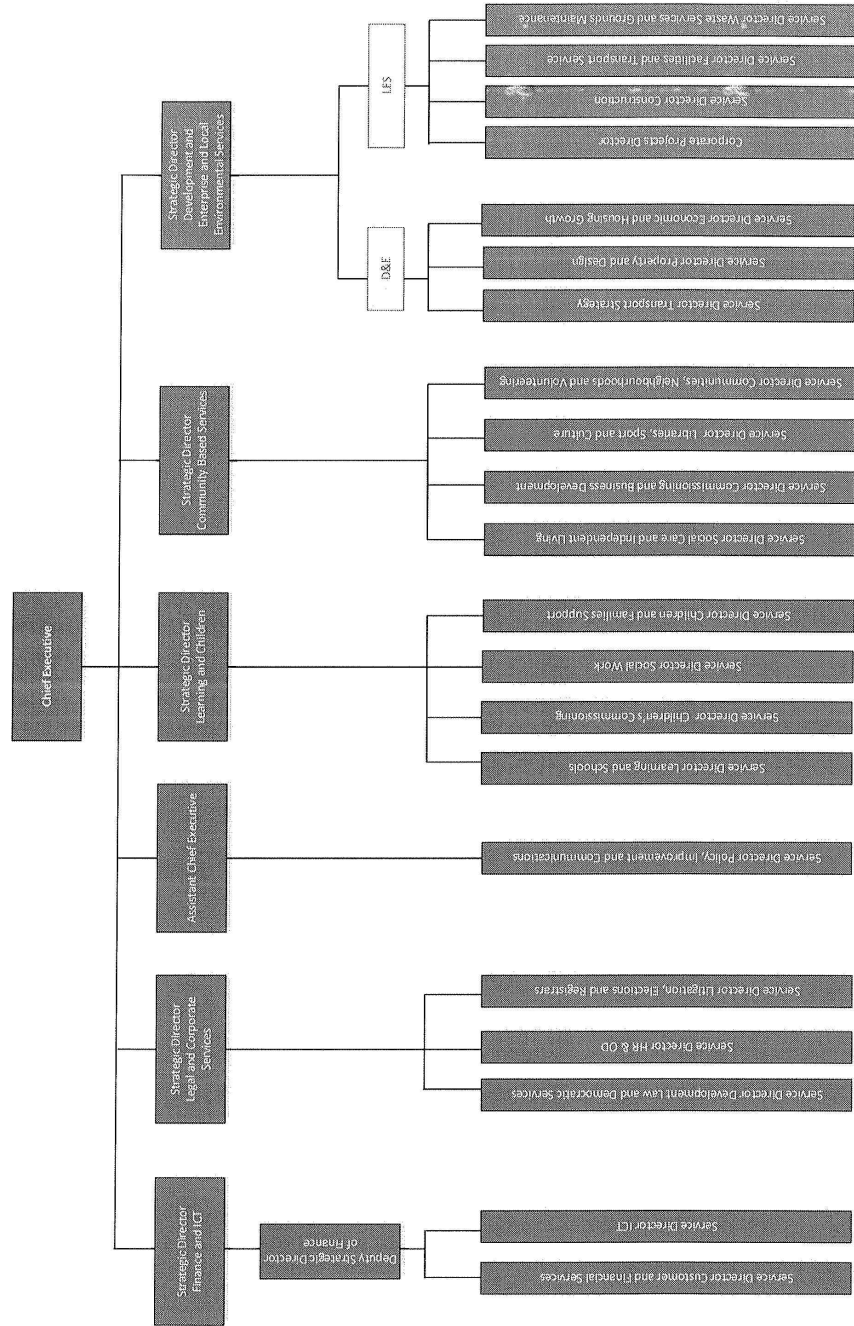 Chief Executive
Strategic Director
Finance and ICT
Strategic Director
Legal and Corporate
Services
Assistant Chief Executive
Strategic Director
Learning and Children
Strategic Director
Community Based Services
Strategic Director
Development and
Enterprise and Local
Environmental Services
Deputy Strategic Director
of Finance
D&E
LES
Service Director Customer and Financial Services
Service Director ICT
Service Director Development Law and Democratic Services
Service Director HR & OD
Service Director Litigation, Elections and Registrars
Service Director Policy, Improvement and Communications
Service Director Learning and Schools
Service Director Children's Commissioning
Service Director Social Work
Service Director Children and Families Support
Service Director Social Care and Independent Living
Service Director Commissioning and Business Development
Service Director Libraries, Sport and Culture
Service Director Communities, Neighbourhoods and Volunteering
Service Director Transport Strategy
Service Director Property and Design
Service Director Economic and Housing Growth
Corporate Projects Director
Service Director Construction
Service Director Facilities and Transport Service
Service Director Waste Services and Grounds Maintenance